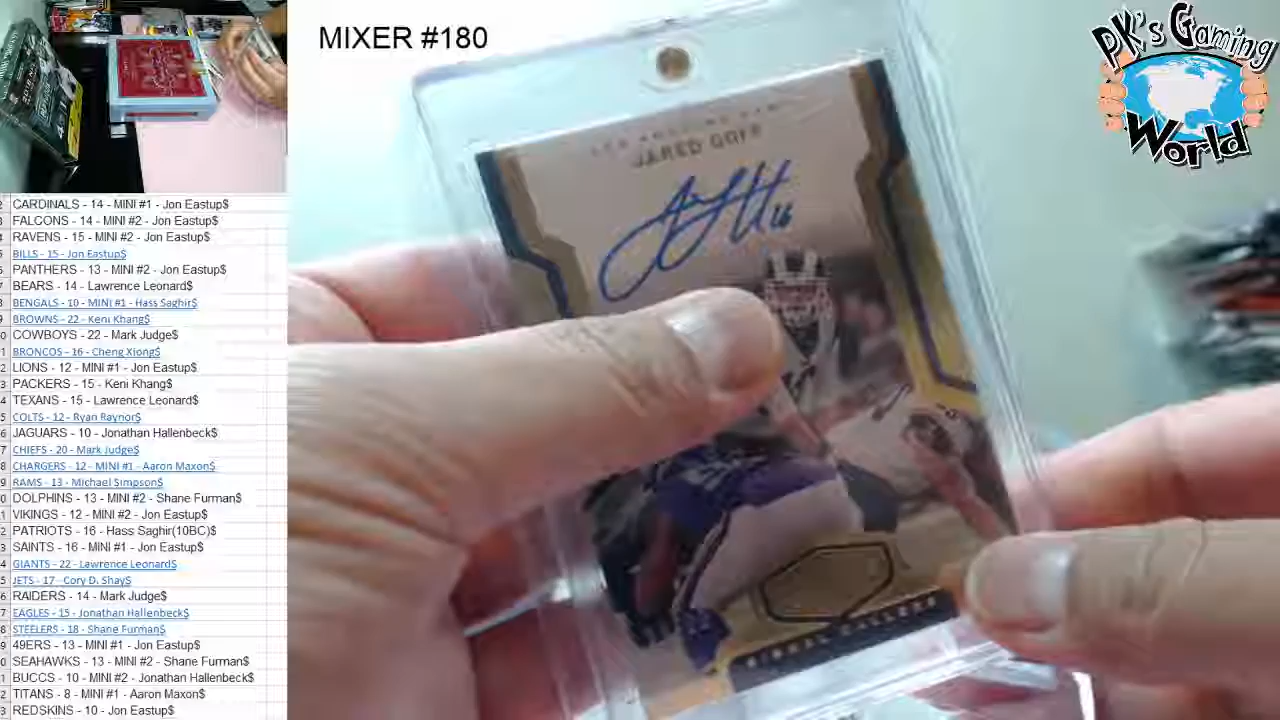 MIXER #180
PK's Gaming
World
CARDINALS - 14 - MINI #1 - Jon Eastup$
FALCONS - 14 - MINI #2 - Jon Eastup$
RAVENS - 15 - MINI #2 - Jon Eastup$
BILLS - 15 - Jon Eastup$
PANTHERS - 13 - MINI #2 - Jon Eastup$
BEARS - 14 - Lawrence Leonard$
BENGALS - 10 - MINI #1 - Hass Saghir$
BROWNS - 22 - Keni Khang$
COWBOYS - 22 - Mark Judge$
BRONCOS - 16 - Cheng Xiong$
LIONS - 12 - MINI #1 - Jon Eastup$
PACKERS - 15 - Keni Khang$
TEXANS - 15 - Lawrence Leonard$
COLTS - 12 - Ryan Raynor$
JAGUARS - 10 - Jonathan Hallenbeck$
CHIEFS - 20 - Mark Judge$
CHARGERS - 12 - MINI #1 - Aaron Maxon$
RAMS - 13 - Michael Simpson$
DOLPHINS - 13 - MINI #2 - Shane Furman$
VIKINGS - 12 - MINI #2 - Jon Eastup$
PATRIOTS - 16 - Hass Saghir(10BC)$
SAINTS - 16 - MINI #1 - Jon Eastup$
GIANTS - 22 - Lawrence Leonard$
JETS - 17 - Cory D. Shay$
RAIDERS - 14 - Mark Judge$
EAGLES - 15 - Jonathan Hallenbeck$
STEELERS - 18 - Shane Furman$
49ERS - 13 - MINI #1 - Jon Eastup$
SEAHAWKS - 13 - MINI #2 - Shane Furman$
BUCCS - 10 - MINI #2 - Jonathan Hallenbeck$
TITANS - 8 - MINI #1 - Aaron Maxon$
REDSKINS - 10 - Jon Eastup$
JARED GOFF
16
SIGNAL CALLERS